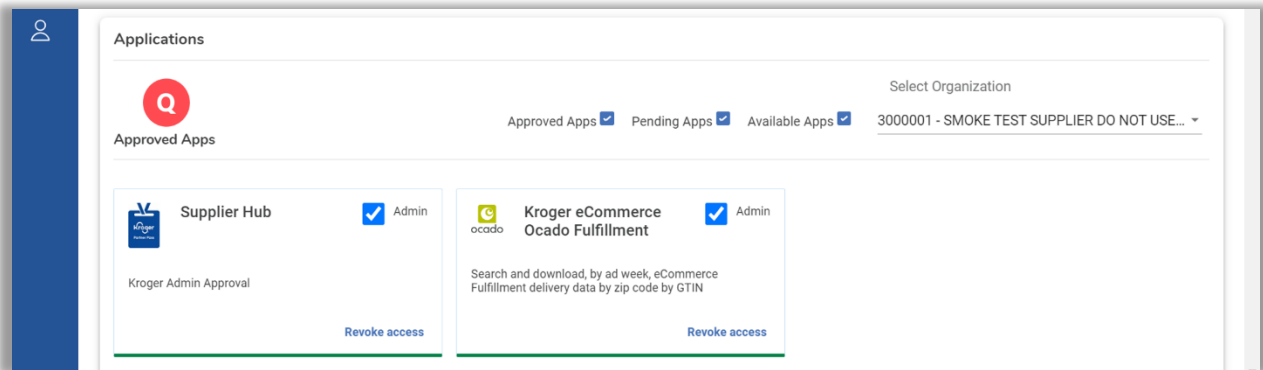 Applications
Select Organization
Q
Approved Apps Pending Apps Available Apps 3000001 - SMOKE TEST SUPPLIER DO NOT USE...
Approved Apps
Supplier Hub
Admin
Kroger
Kroger Admin Approval
Revoke access
Kroger eCommerce
Ocado Fulfillment
Admin
ocado
Search and download, by ad week, eCommerce
Fulfillment delivery data by zip code by GTIN
Revoke access